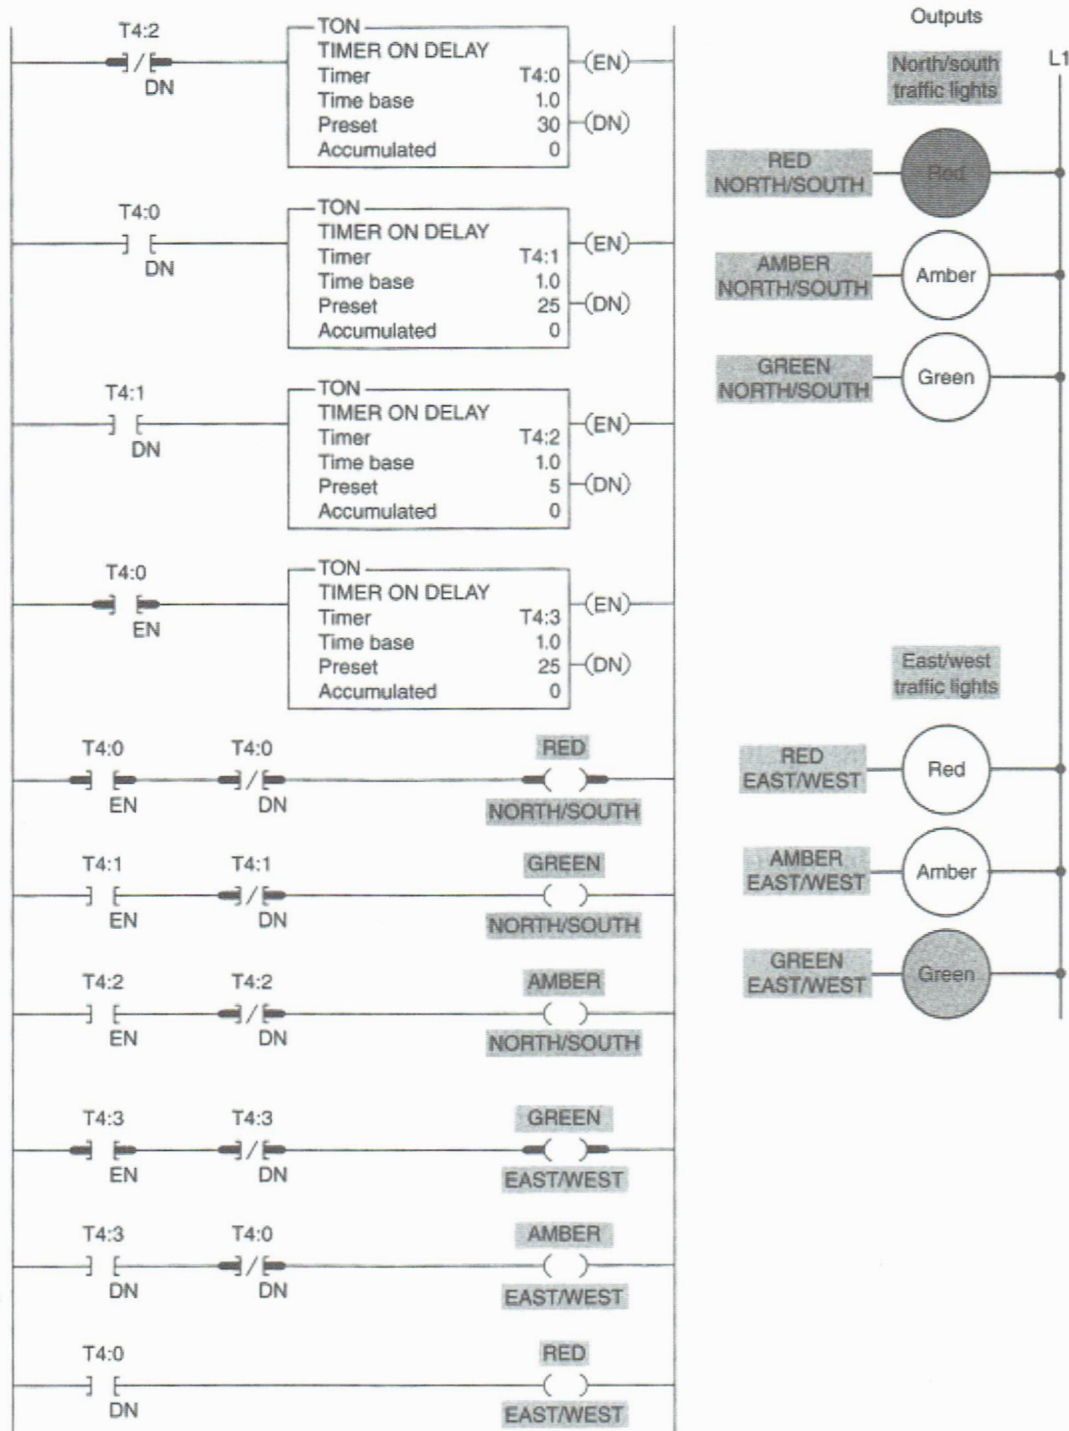 T4:2
DN
TON
TIMER ON DELAY
Timer T4:0
Time base 1.0
Preset 30
Accumulated 0
(EN)
(DN)
T4:0
DN
TON
TIMER ON DELAY
Timer T4:1
Time base 1.0
Preset 25
Accumulated 0
(EN)
(DN)
T4:1
DN
TON
TIMER ON DELAY
Timer T4:2
Time base 1.0
Preset 5
Accumulated 0
(EN)
(DN)
T4:0
EN
TON
TIMER ON DELAY
Timer T4:3
Time base 1.0
Preset 25
Accumulated 0
(EN)
(DN)
T4:0 T4:0 RED
EN DN NORTH/SOUTH
T4:1 T4:1 GREEN
EN DN NORTH/SOUTH
T4:2 T4:2 AMBER
EN DN NORTH/SOUTH
T4:3 T4:3 GREEN
EN DN EAST/WEST
T4:3 T4:0 AMBER
DN DN EAST/WEST
T4:0 RED
DN EAST/WEST
Outputs
L1
North/south
traffic lights
RED
NORTH/SOUTH
Red
AMBER
NORTH/SOUTH
Amber
GREEN
NORTH/SOUTH
Green
East/west
traffic lights
RED
EAST/WEST
Red
AMBER
EAST/WEST
Amber
GREEN
EAST/WEST
Green